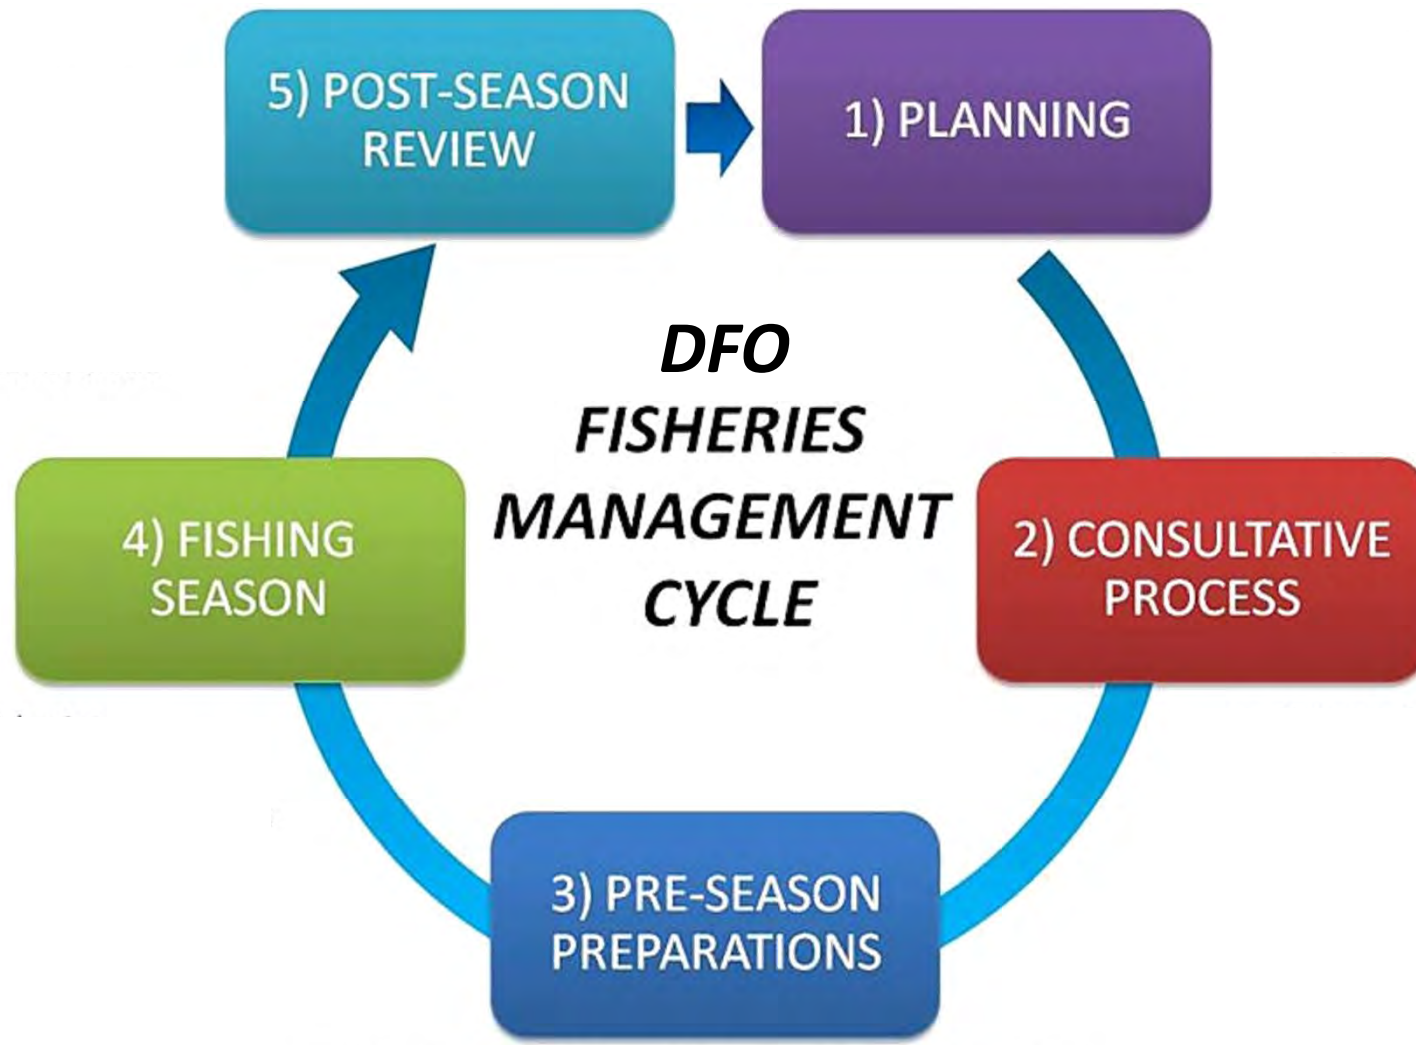 5) POST-SEASON
REVIEW
1) PLANNING
DFO
FISHERIES
MANAGEMENT
CYCLE
4) FISHING
SEASON
2) CONSULTATIVE
PROCESS
3) PRE-SEASON
PREPARATIONS